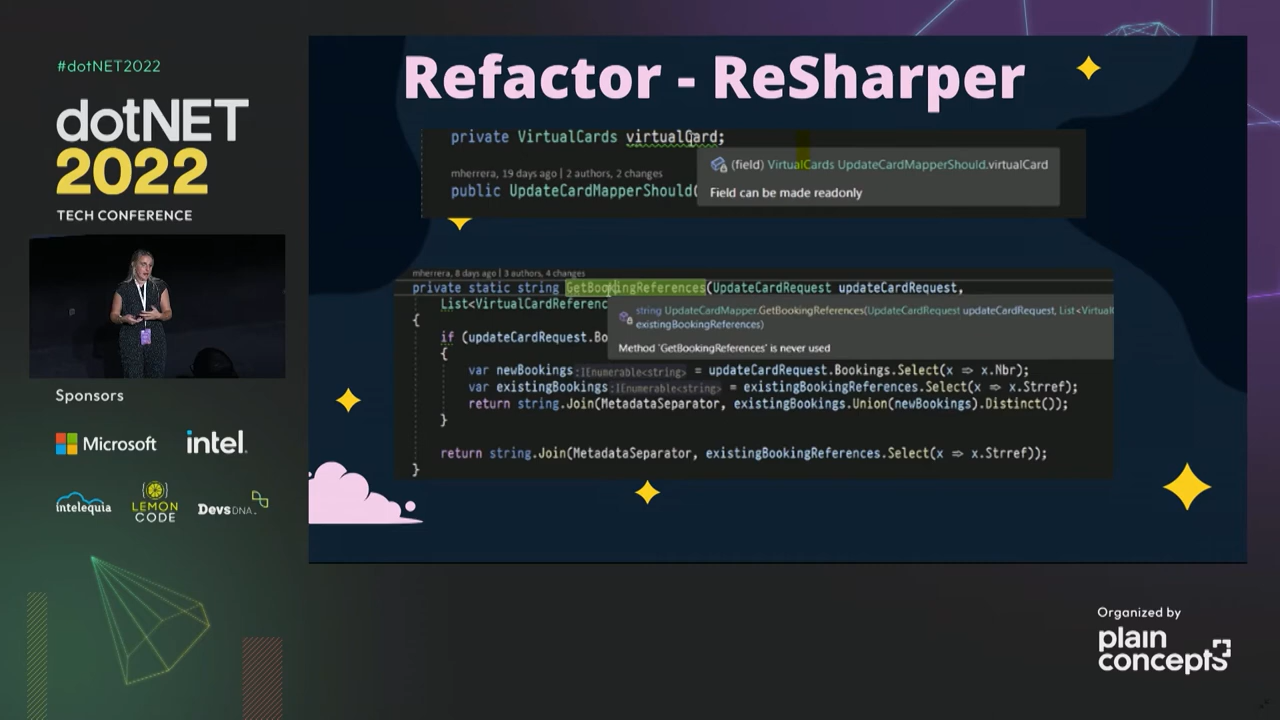 #dotNET2022
dotNET
2022
TECH CONFERENCE
Sponsors
Microsoft
intel.
intelequia
LEMON
CODE
DevsDNA.
Refactor - ReSharper
private VirtualCards virtualCard;
(field) VirtualCards UpdateCardMapperShould.virtualCard
mherrera, 19 days ago | 2 authors, 2 changes
public UpdateCardMapperShould(
Field can be made readonly
mherrera, 8 days ago | 3 authors, 4 changes
private static string GetBookingReferences(UpdateCardRequest updateCardRequest,
List<VirtualCardReferenc
string UpdateCardMapper.GetBookingReferences(UpdateCardRequest updateCardRequest, List<VirtualR
existingBookingReferences)
{
if (updateCardRequest.Bo
Method 'GetBookingReferences' is never used
{
var newBookings:IEnumerable<string> = updateCardRequest.Bookings.Select(x => x.Nbr);
var existingBookings:IEnumerable<string> = existingBookingReferences.Select(x => x.Strref);
return string.Join(MetadataSeparator, existingBookings.Union(newBookings).Distinct());
}
return string.Join(MetadataSeparator, existingBookingReferences.Select(x => x.Strref));
}
Organized by
plain
concepts